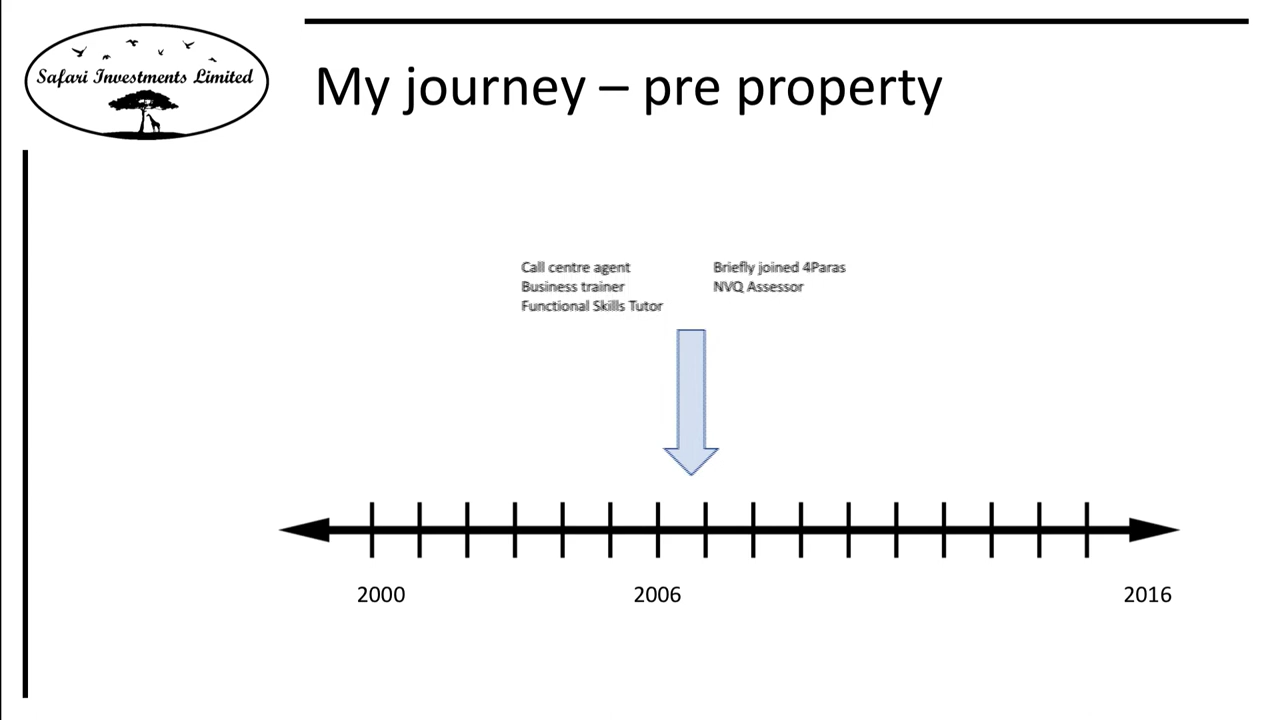 Safari Investments Limited
My journey – pre property
Call centre agent
Business trainer
Functional Skills Tutor
Briefly joined 4Paras
NVQ Assessor
2000
2006
2016